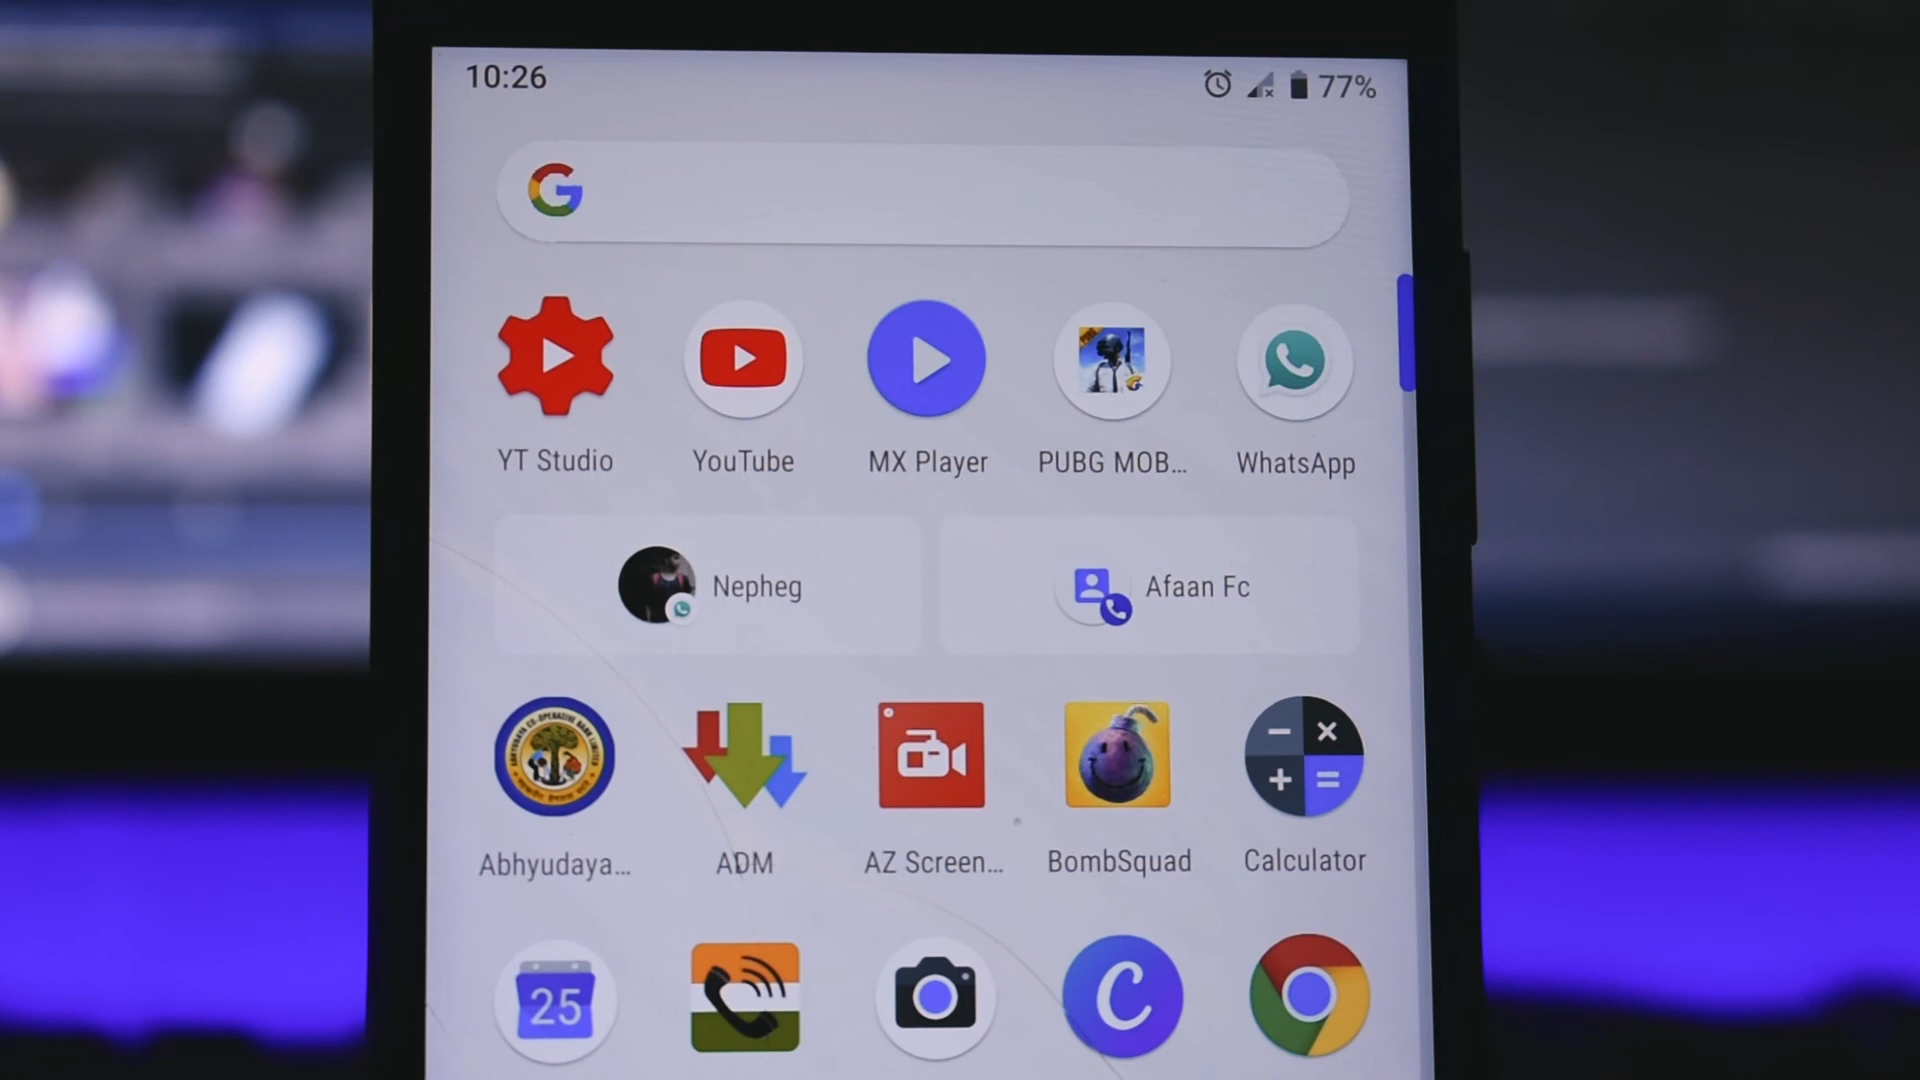 10:26
77%
YT Studio
YouTube
MX Player
PUBG MOB...
WhatsApp
Nepheg
Afaan Fc
Abhyudaya...
ADM
AZ Screen...
BombSquad
Calculator
25